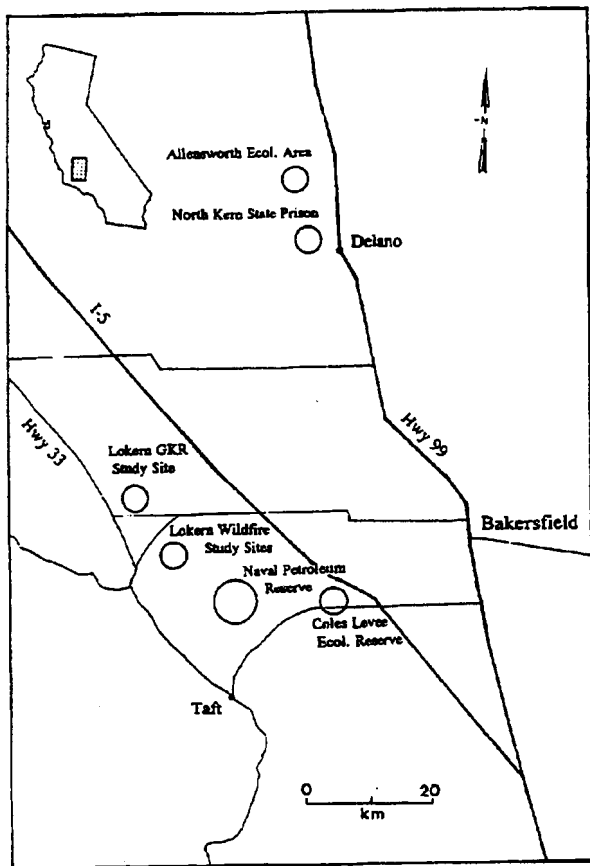 Allensworth Ecol. Area
-N-
North Kern State Prison
Delano
I-5
Hwy 33
Hwy 99
Lokern GKR
Study Site
Bakersfield
Lokern Wildfire
Study Sites
Naval Petroleum
Reserve
Coles Levee
Ecol. Reserve
Taft
0 20
km